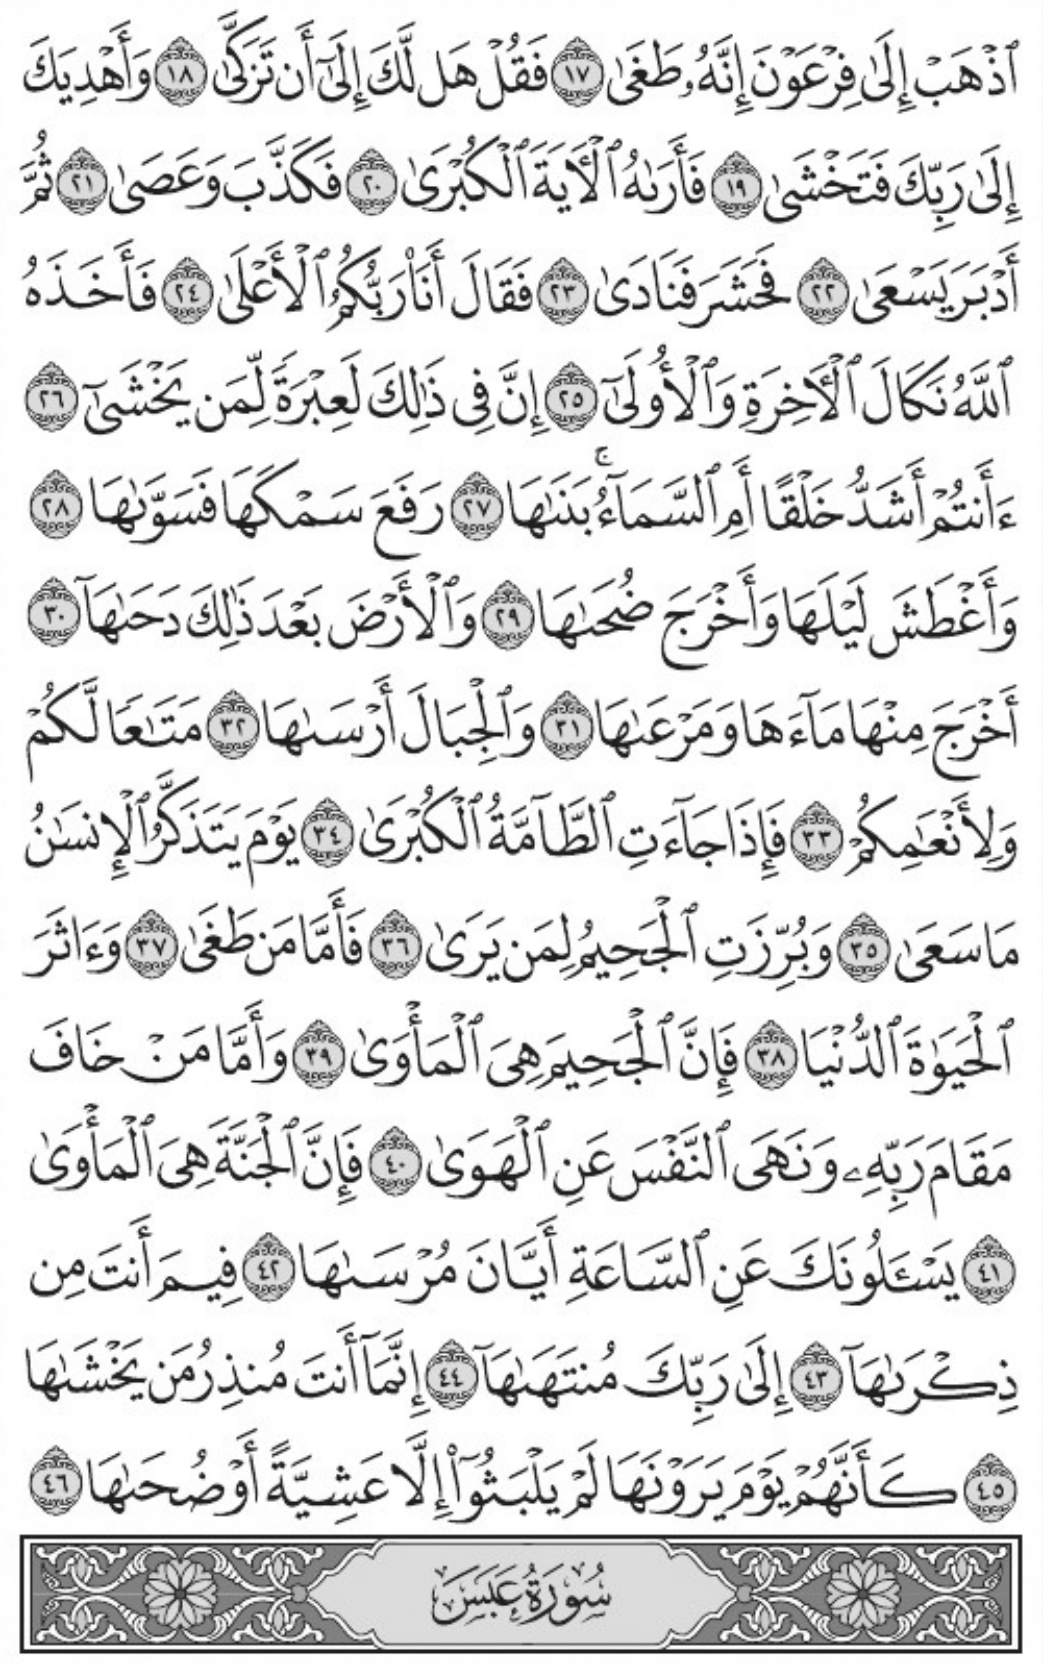 ٱذْهَبْ إِلَىٰ فِرْعَوْنَ إِنَّهُۥ طَغَىٰ ١٧ فَقُلْ هَل لَّكَ إِلَىٰٓ أَن تَزَكَّىٰ ١٨ وَأَهْدِيَكَ
إِلَىٰ رَبِّكَ فَتَخْشَىٰ ١٩ فَأَرَىٰهُ ٱلْـَٔايَةَ ٱلْكُبْرَىٰ ٢٠ فَكَذَّبَ وَعَصَىٰ ٢١ ثُمَّ
أَدْبَرَ يَسْعَىٰ ٢٢ فَحَشَرَ فَنَادَىٰ ٢٣ فَقَالَ أَنَا۠ رَبُّكُمُ ٱلْأَعْلَىٰ ٢٤ فَأَخَذَهُ
ٱللَّهُ نَكَالَ ٱلْـَٔاخِرَةِ وَٱلْأُولَىٰٓ ٢٥ إِنَّ فِى ذَٰلِكَ لَعِبْرَةً لِّمَن يَخْشَىٰٓ ٢٦
ءَأَنتُمْ أَشَدُّ خَلْقًا أَمِ ٱلسَّمَآءُ ۚ بَنَىٰهَا ٢٧ رَفَعَ سَمْكَهَا فَسَوَّىٰهَا ٢٨
وَأَغْطَشَ لَيْلَهَا وَأَخْرَجَ ضُحَىٰهَا ٢٩ وَٱلْأَرْضَ بَعْدَ ذَٰلِكَ دَحَىٰهَآ ٣٠
أَخْرَجَ مِنْهَا مَآءَهَا وَمَرْعَىٰهَا ٣١ وَٱلْجِبَالَ أَرْسَىٰهَا ٣٢ مَتَـٰعًا لَّكُمْ
وَلِأَنْعَـٰمِكُمْ ٣٣ فَإِذَا جَآءَتِ ٱلطَّآمَّةُ ٱلْكُبْرَىٰ ٣٤ يَوْمَ يَتَذَكَّرُ ٱلْإِنسَـٰنُ
مَا سَعَىٰ ٣٥ وَبُرِّزَتِ ٱلْجَحِيمُ لِمَن يَرَىٰ ٣٦ فَأَمَّا مَن طَغَىٰ ٣٧ وَءَاثَرَ
ٱلْحَيَوٰةَ ٱلدُّنْيَا ٣٨ فَإِنَّ ٱلْجَحِيمَ هِىَ ٱلْمَأْوَىٰ ٣٩ وَأَمَّا مَنْ خَافَ
مَقَامَ رَبِّهِۦ وَنَهَى ٱلنَّفْسَ عَنِ ٱلْهَوَىٰ ٤٠ فَإِنَّ ٱلْجَنَّةَ هِىَ ٱلْمَأْوَىٰ
٤١ يَسْـَٔلُونَكَ عَنِ ٱلسَّاعَةِ أَيَّانَ مُرْسَىٰهَا ٤٢ فِيمَ أَنتَ مِن
ذِكْرَىٰهَآ ٤٣ إِلَىٰ رَبِّكَ مُنتَهَىٰهَآ ٤٤ إِنَّمَآ أَنتَ مُنذِرُ مَن يَخْشَىٰهَا
٤٥ كَأَنَّهُمْ يَوْمَ يَرَوْنَهَا لَمْ يَلْبَثُوٓا۟ إِلَّا عَشِيَّةً أَوْ ضُحَىٰهَا ٤٦
سُورَةُ عَبَسَ